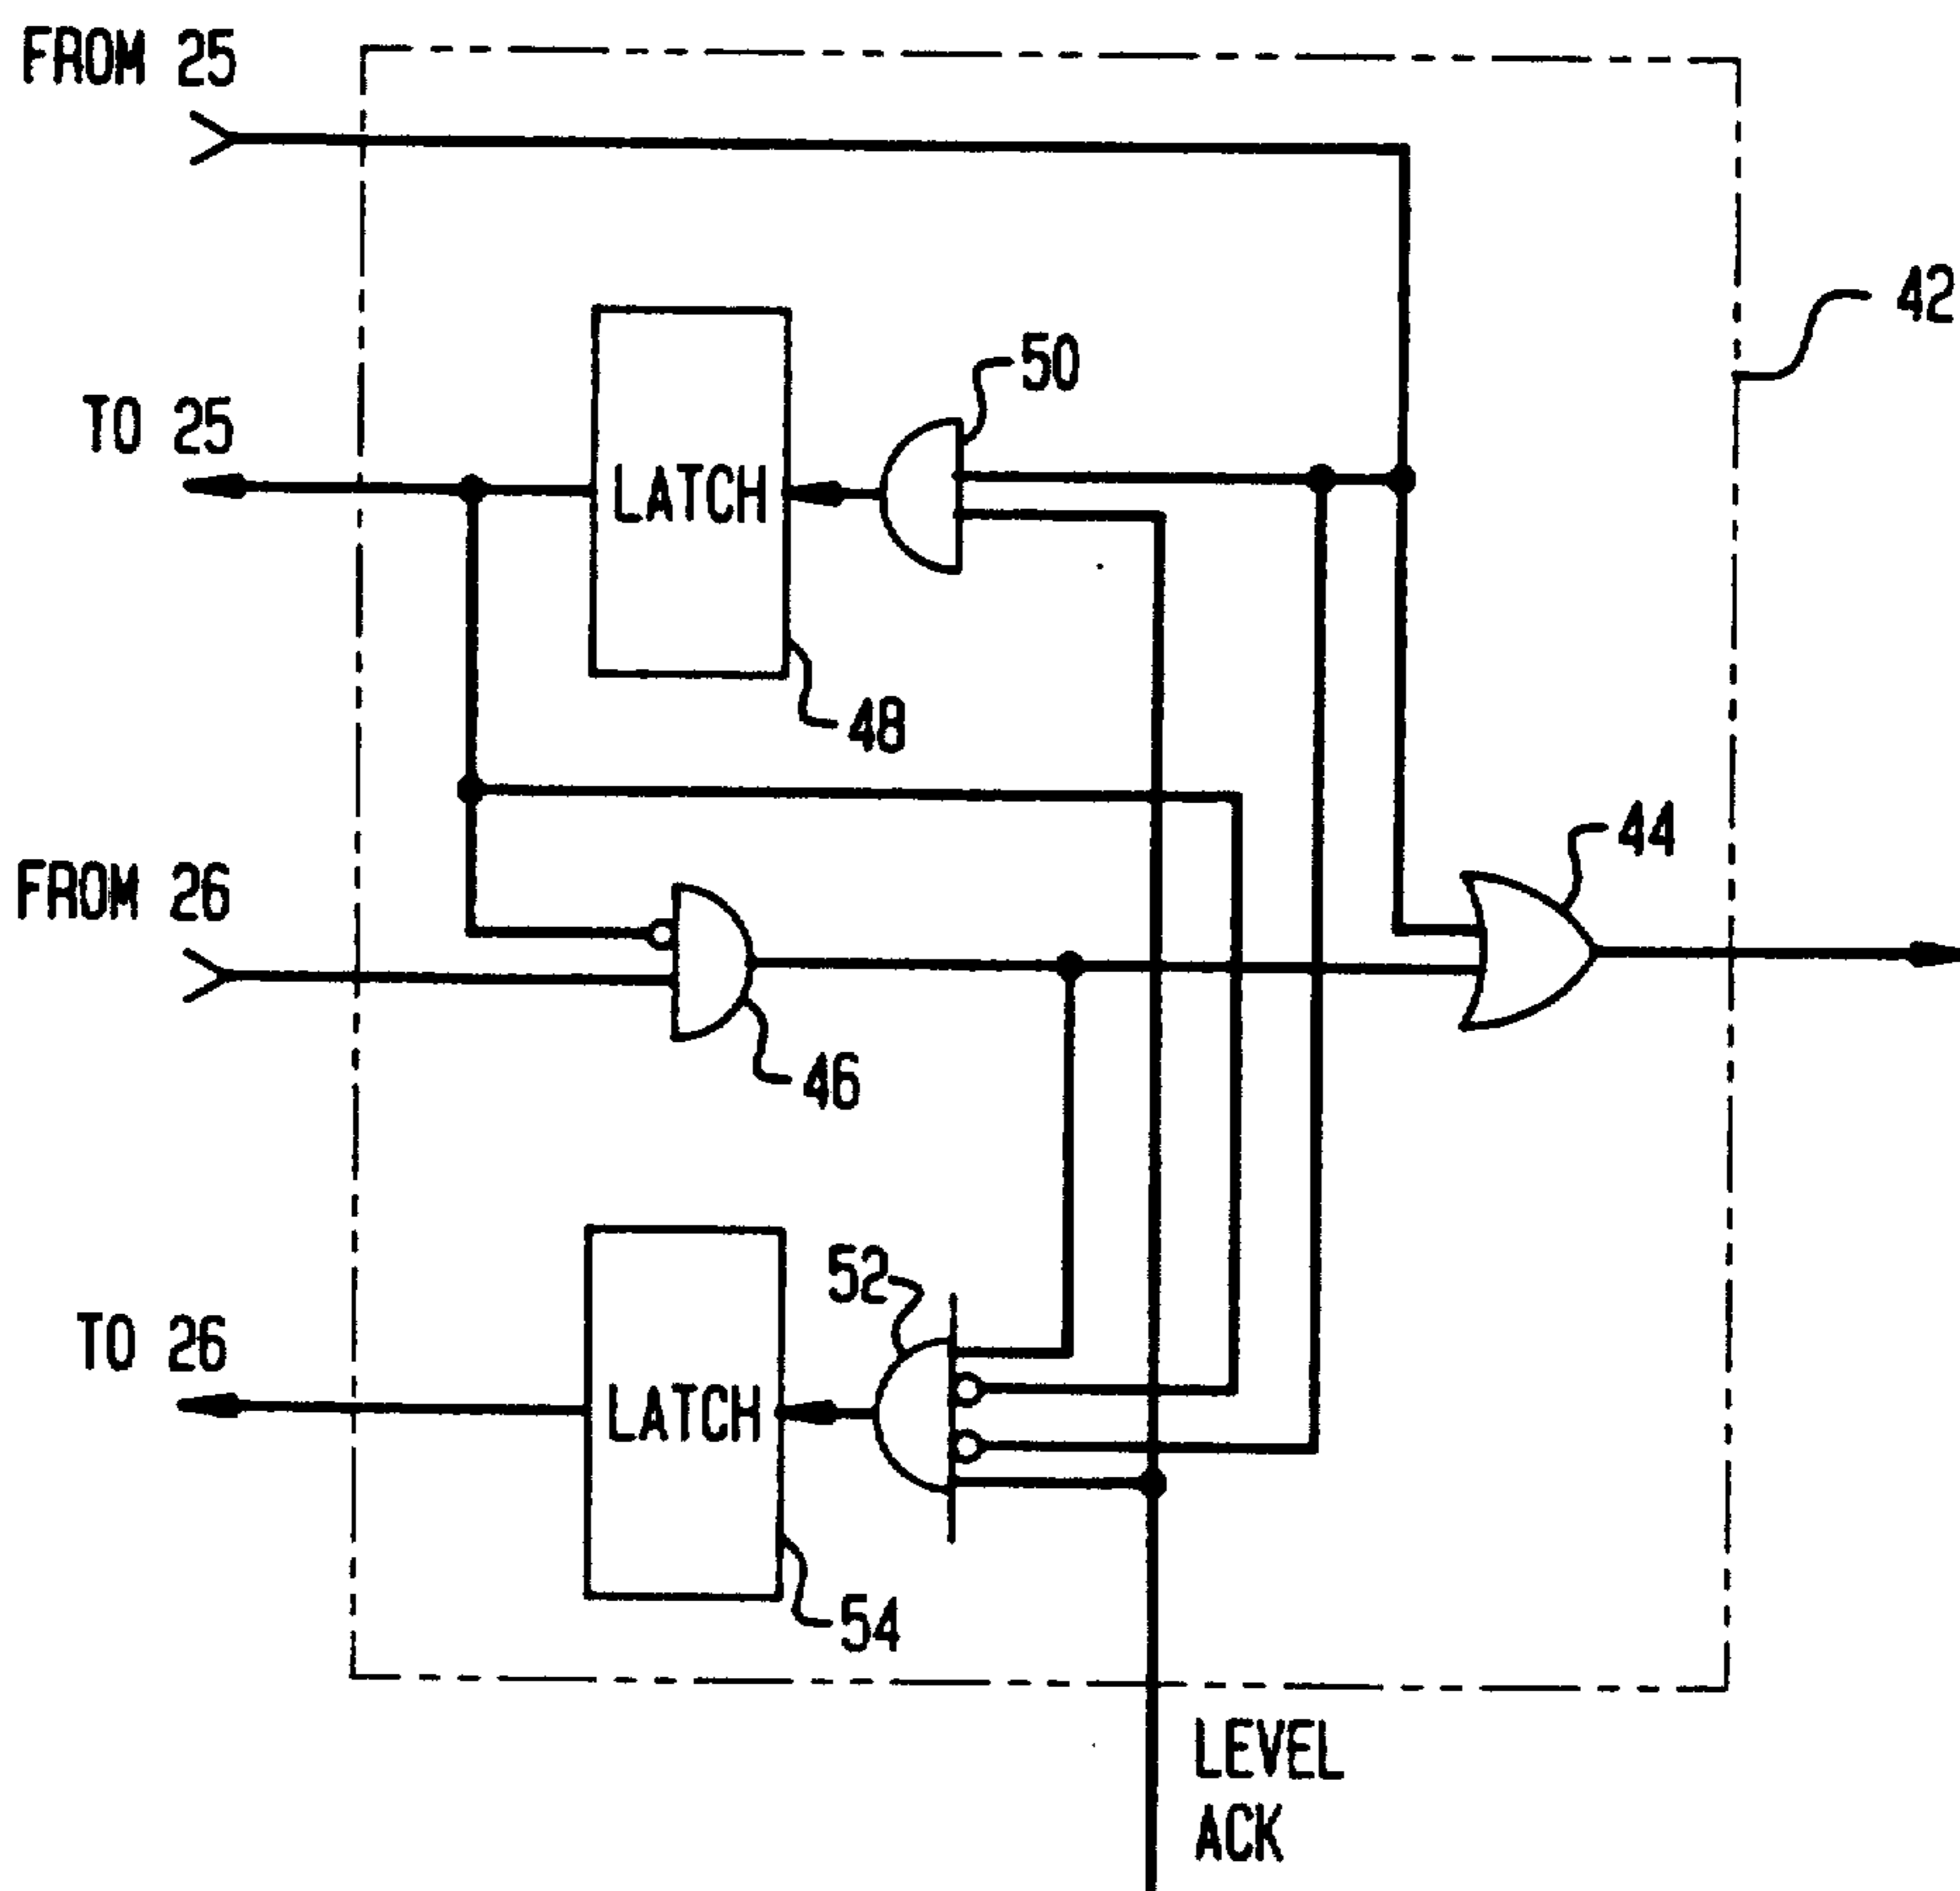 FROM 25
42
50
TO 25
LATCH
48
44
FROM 26
46
52
TO 26
LATCH
54
LEVEL
ACK